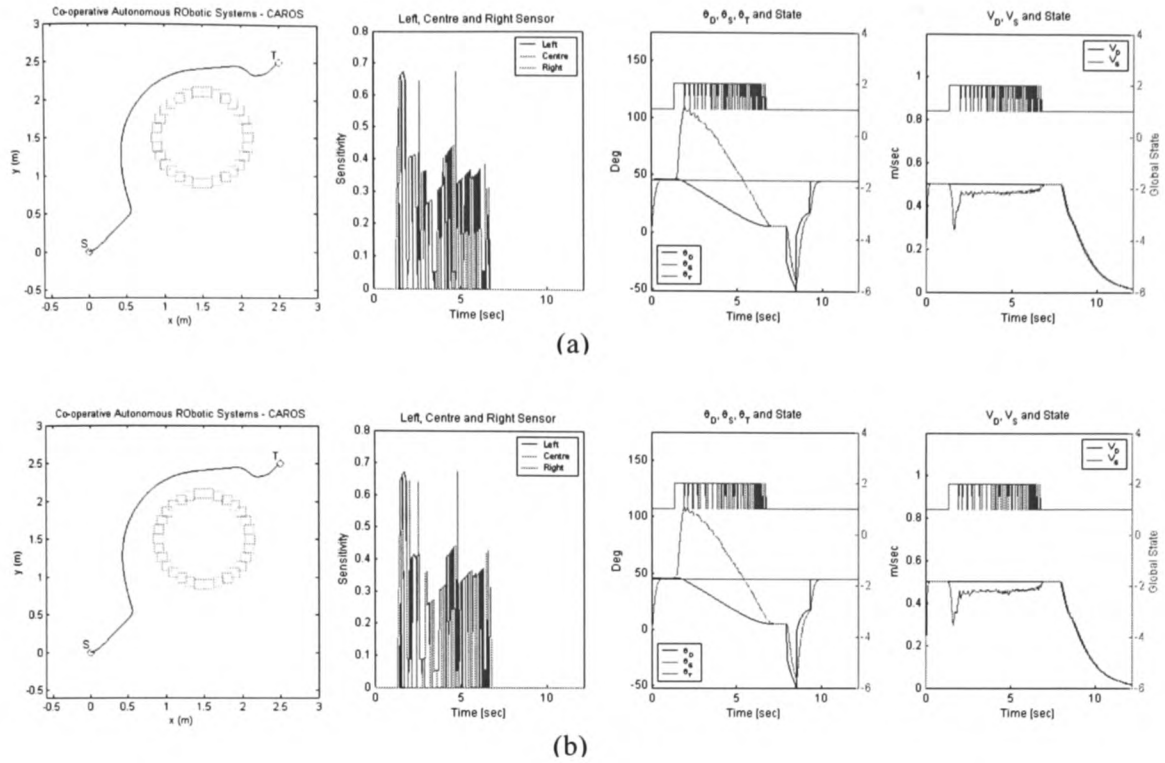 Co-operative Autonomous RObotic Systems - CAROS
3
2.5
2
1.5
1
0.5
0
-0.5
y (m)
T
S
-0.5 0 0.5 1 1.5 2 2.5 3
x (m)
Left, Centre and Right Sensor
Left
Centre
Right
0.8
0.7
0.6
0.5
0.4
0.3
0.2
0.1
0
Sensitivity
0 5 10
Time [sec]
θD, θS, θT and State
150
100
50
0
-50
Deg
4
2
0
-2
-4
-6
θD
θS
θT
0 5 10
Time [sec]
VD, VS and State
VD
VS
1
0.8
0.6
0.4
0.2
0
m/sec
4
2
0
-2
-4
-6
Global State
0 5 10
Time [sec]
(a)
Co-operative Autonomous RObotic Systems - CAROS
3
2.5
2
1.5
1
0.5
0
-0.5
y (m)
T
S
-0.5 0 0.5 1 1.5 2 2.5 3
x (m)
Left, Centre and Right Sensor
Left
Centre
Right
0.8
0.7
0.6
0.5
0.4
0.3
0.2
0.1
0
Sensitivity
0 5 10
Time [sec]
θD, θS, θT and State
150
100
50
0
-50
Deg
4
2
0
-2
-4
-6
θD
θS
θT
0 5 10
Time [sec]
VD, VS and State
VD
VS
1
0.8
0.6
0.4
0.2
0
m/sec
4
2
0
-2
-4
-6
Global State
0 5 10
Time [sec]
(b)